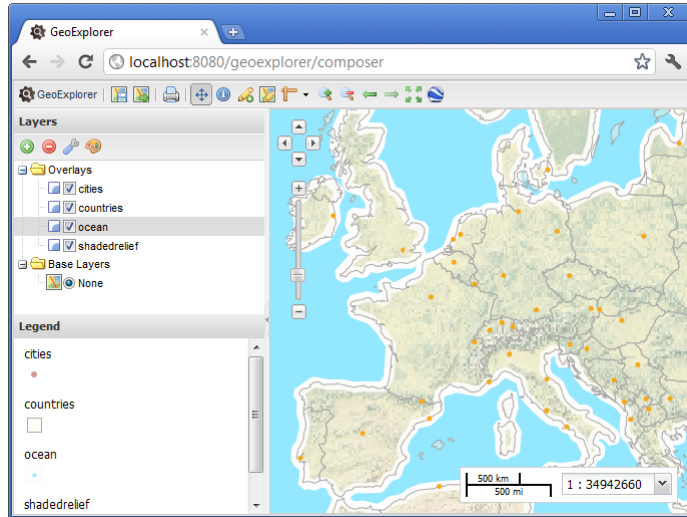 GeoExplorer
localhost:8080/geoexplorer/composer
GeoExplorer
Layers
Overlays
cities
countries
ocean
shadedrelief
Base Layers
None
Legend
cities
countries
ocean
shadedrelief
500 km
500 mi
1 : 34942660